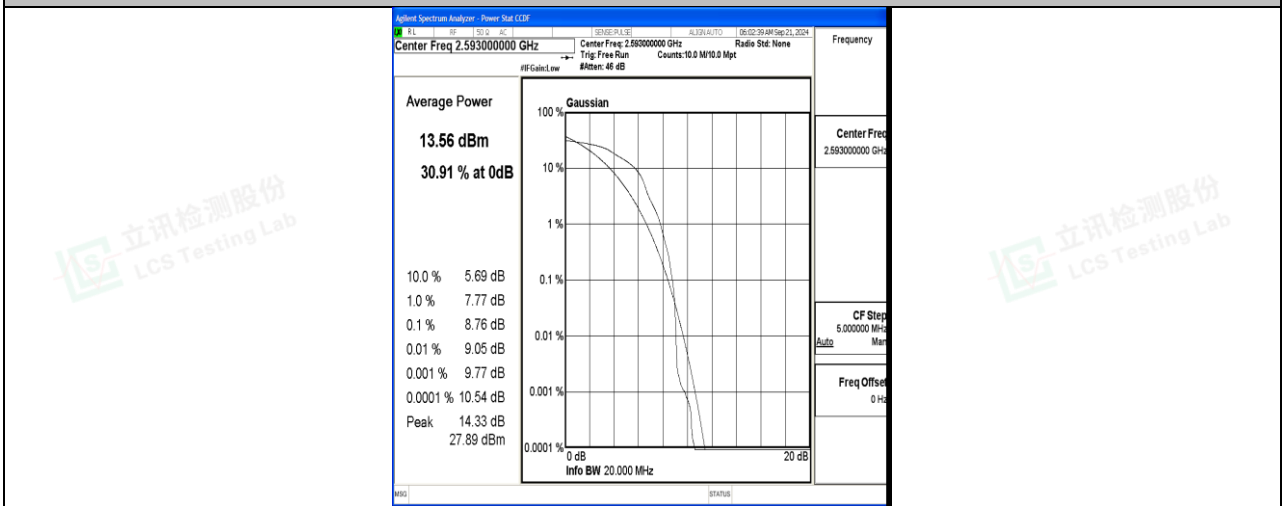 Agilent Spectrum Analyzer - Power Stat CCDF
RL RF 50 Ω AC SENSE:PULSE ALIGN AUTO 06:02:39 AM Sep 21, 2024
Center Freq 2.593000000 GHz
Center Freq: 2.593000000 GHz Radio Std: None
Trig: Free Run Counts:10.0 M/10.0 Mpt
#IFGain:Low #Atten: 46 dB
Frequency
Center Freq
2.593000000 GHz
CF Step
5.000000 MHz
Auto Man
Freq Offset
0 Hz
Average Power
13.56 dBm
30.91 % at 0dB
10.0 % 5.69 dB
1.0 % 7.77 dB
0.1 % 8.76 dB
0.01 % 9.05 dB
0.001 % 9.77 dB
0.0001 % 10.54 dB
Peak 14.33 dB
27.89 dBm
Gaussian
100 %
10 %
1 %
0.1 %
0.01 %
0.001 %
0.0001 %
0 dB 20 dB
Info BW 20.000 MHz
MSG STATUS
立讯检测股份
LCS Testing Lab
立讯检测股份
LCS Testing Lab